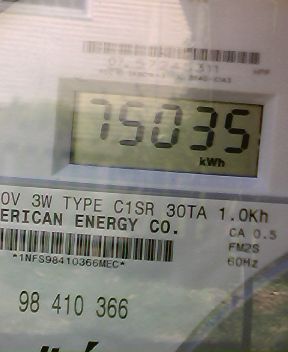 75035
kWh
0V 3W TYPE C1SR 30TA 1.0Kh
ERICAN ENERGY CO.
CA 0.5
FM2S
60Hz
*1NFS98410366MEC*
98 410 366